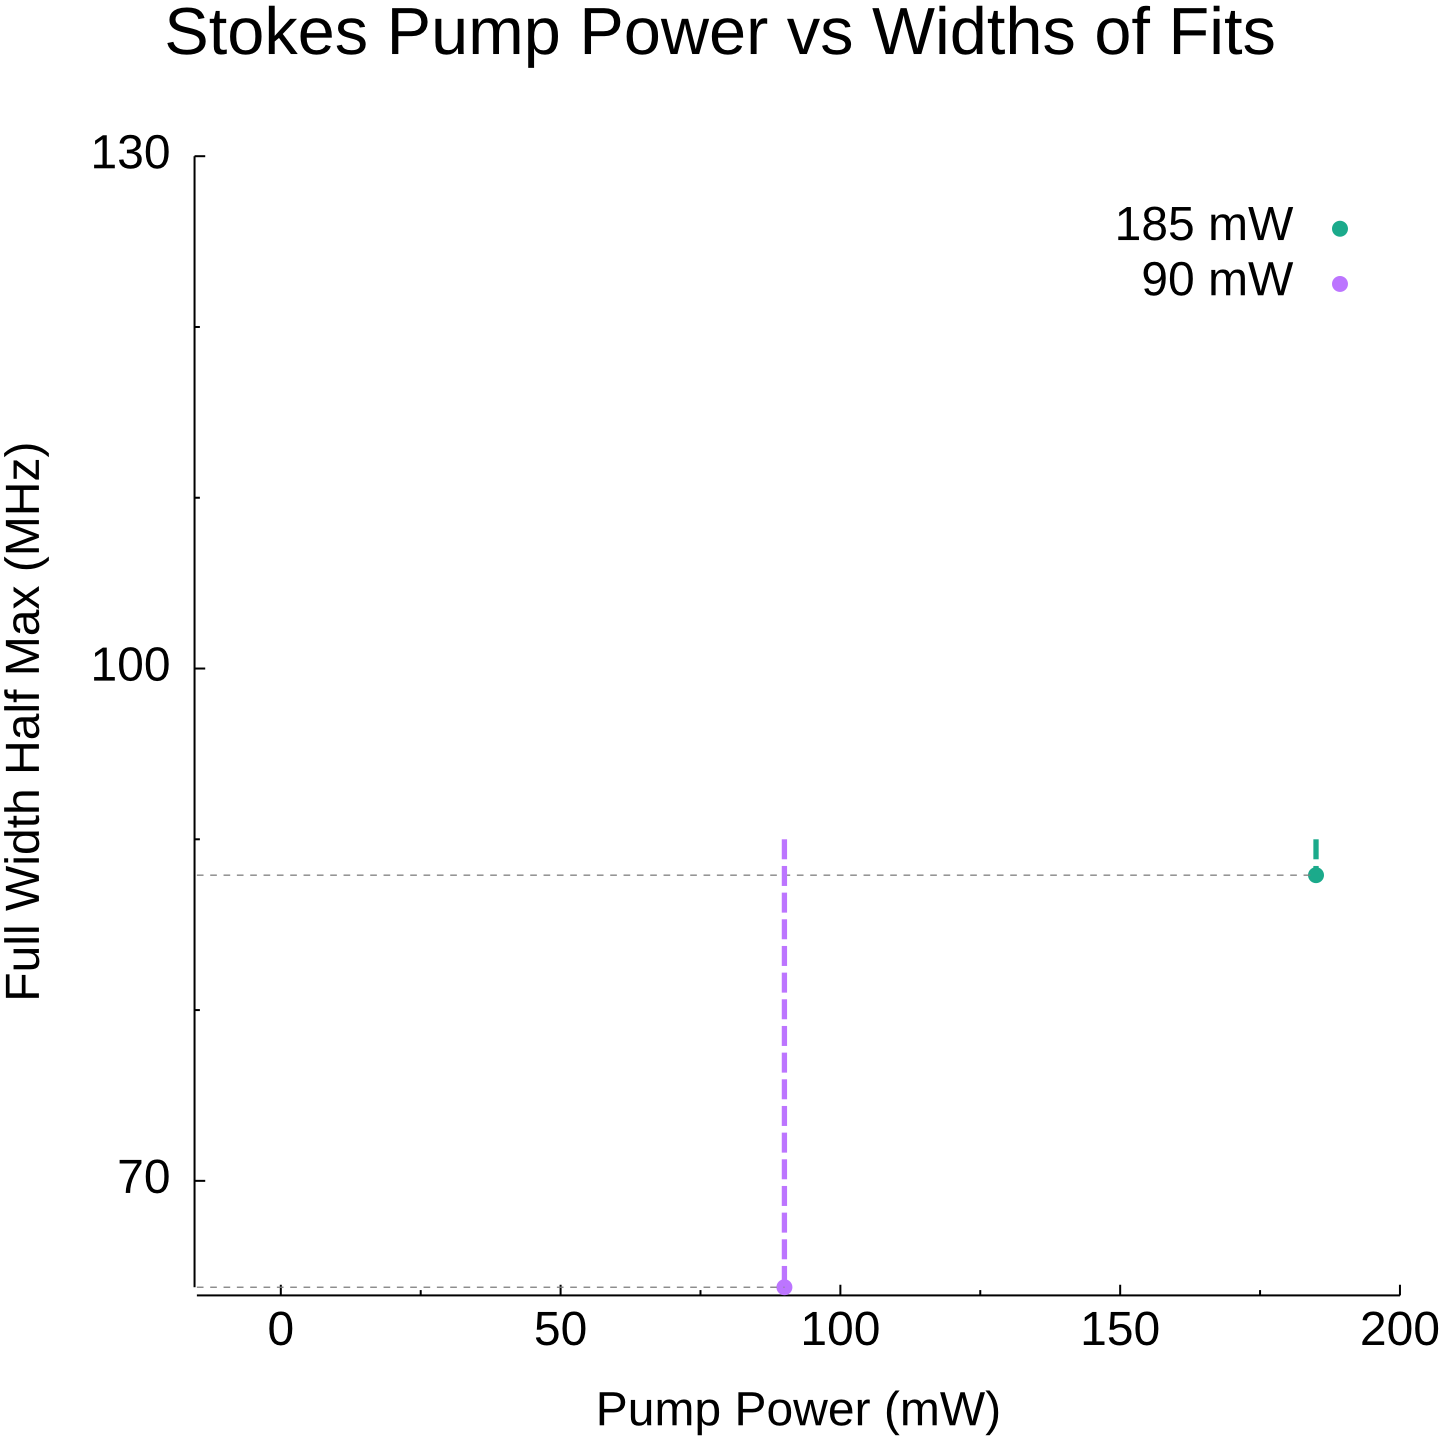 Stokes Pump Power vs Widths of Fits
130
185 mW
90 mW
100
70
Full Width Half Max (MHz)
0 50 100 150 200
Pump Power (mW)